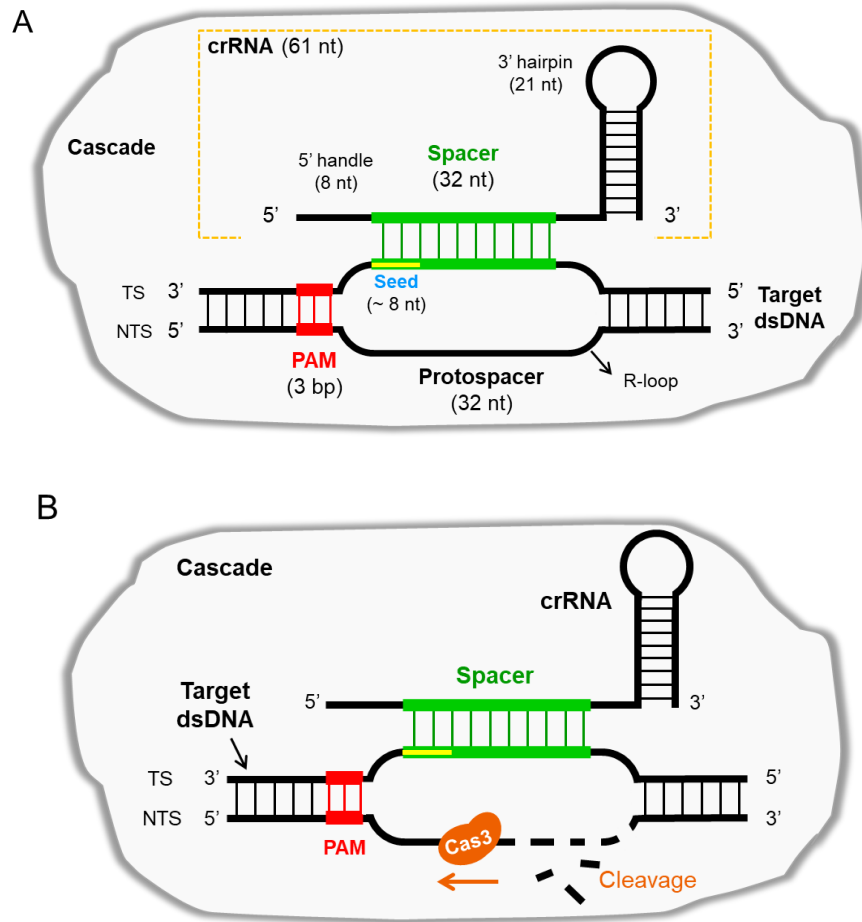 A
crRNA (61 nt)
3’ hairpin
(21 nt)
Cascade
5’ handle
(8 nt)
Spacer
(32 nt)
5’
3’
Seed
(~ 8 nt)
TS 3’
5’
NTS 5’
3’
Target
dsDNA
PAM
(3 bp)
Protospacer
(32 nt)
R-loop
B
Cascade
crRNA
Spacer
Target
dsDNA
5’
3’
TS 3’
5’
NTS 5’
3’
PAM
Cas3
Cleavage